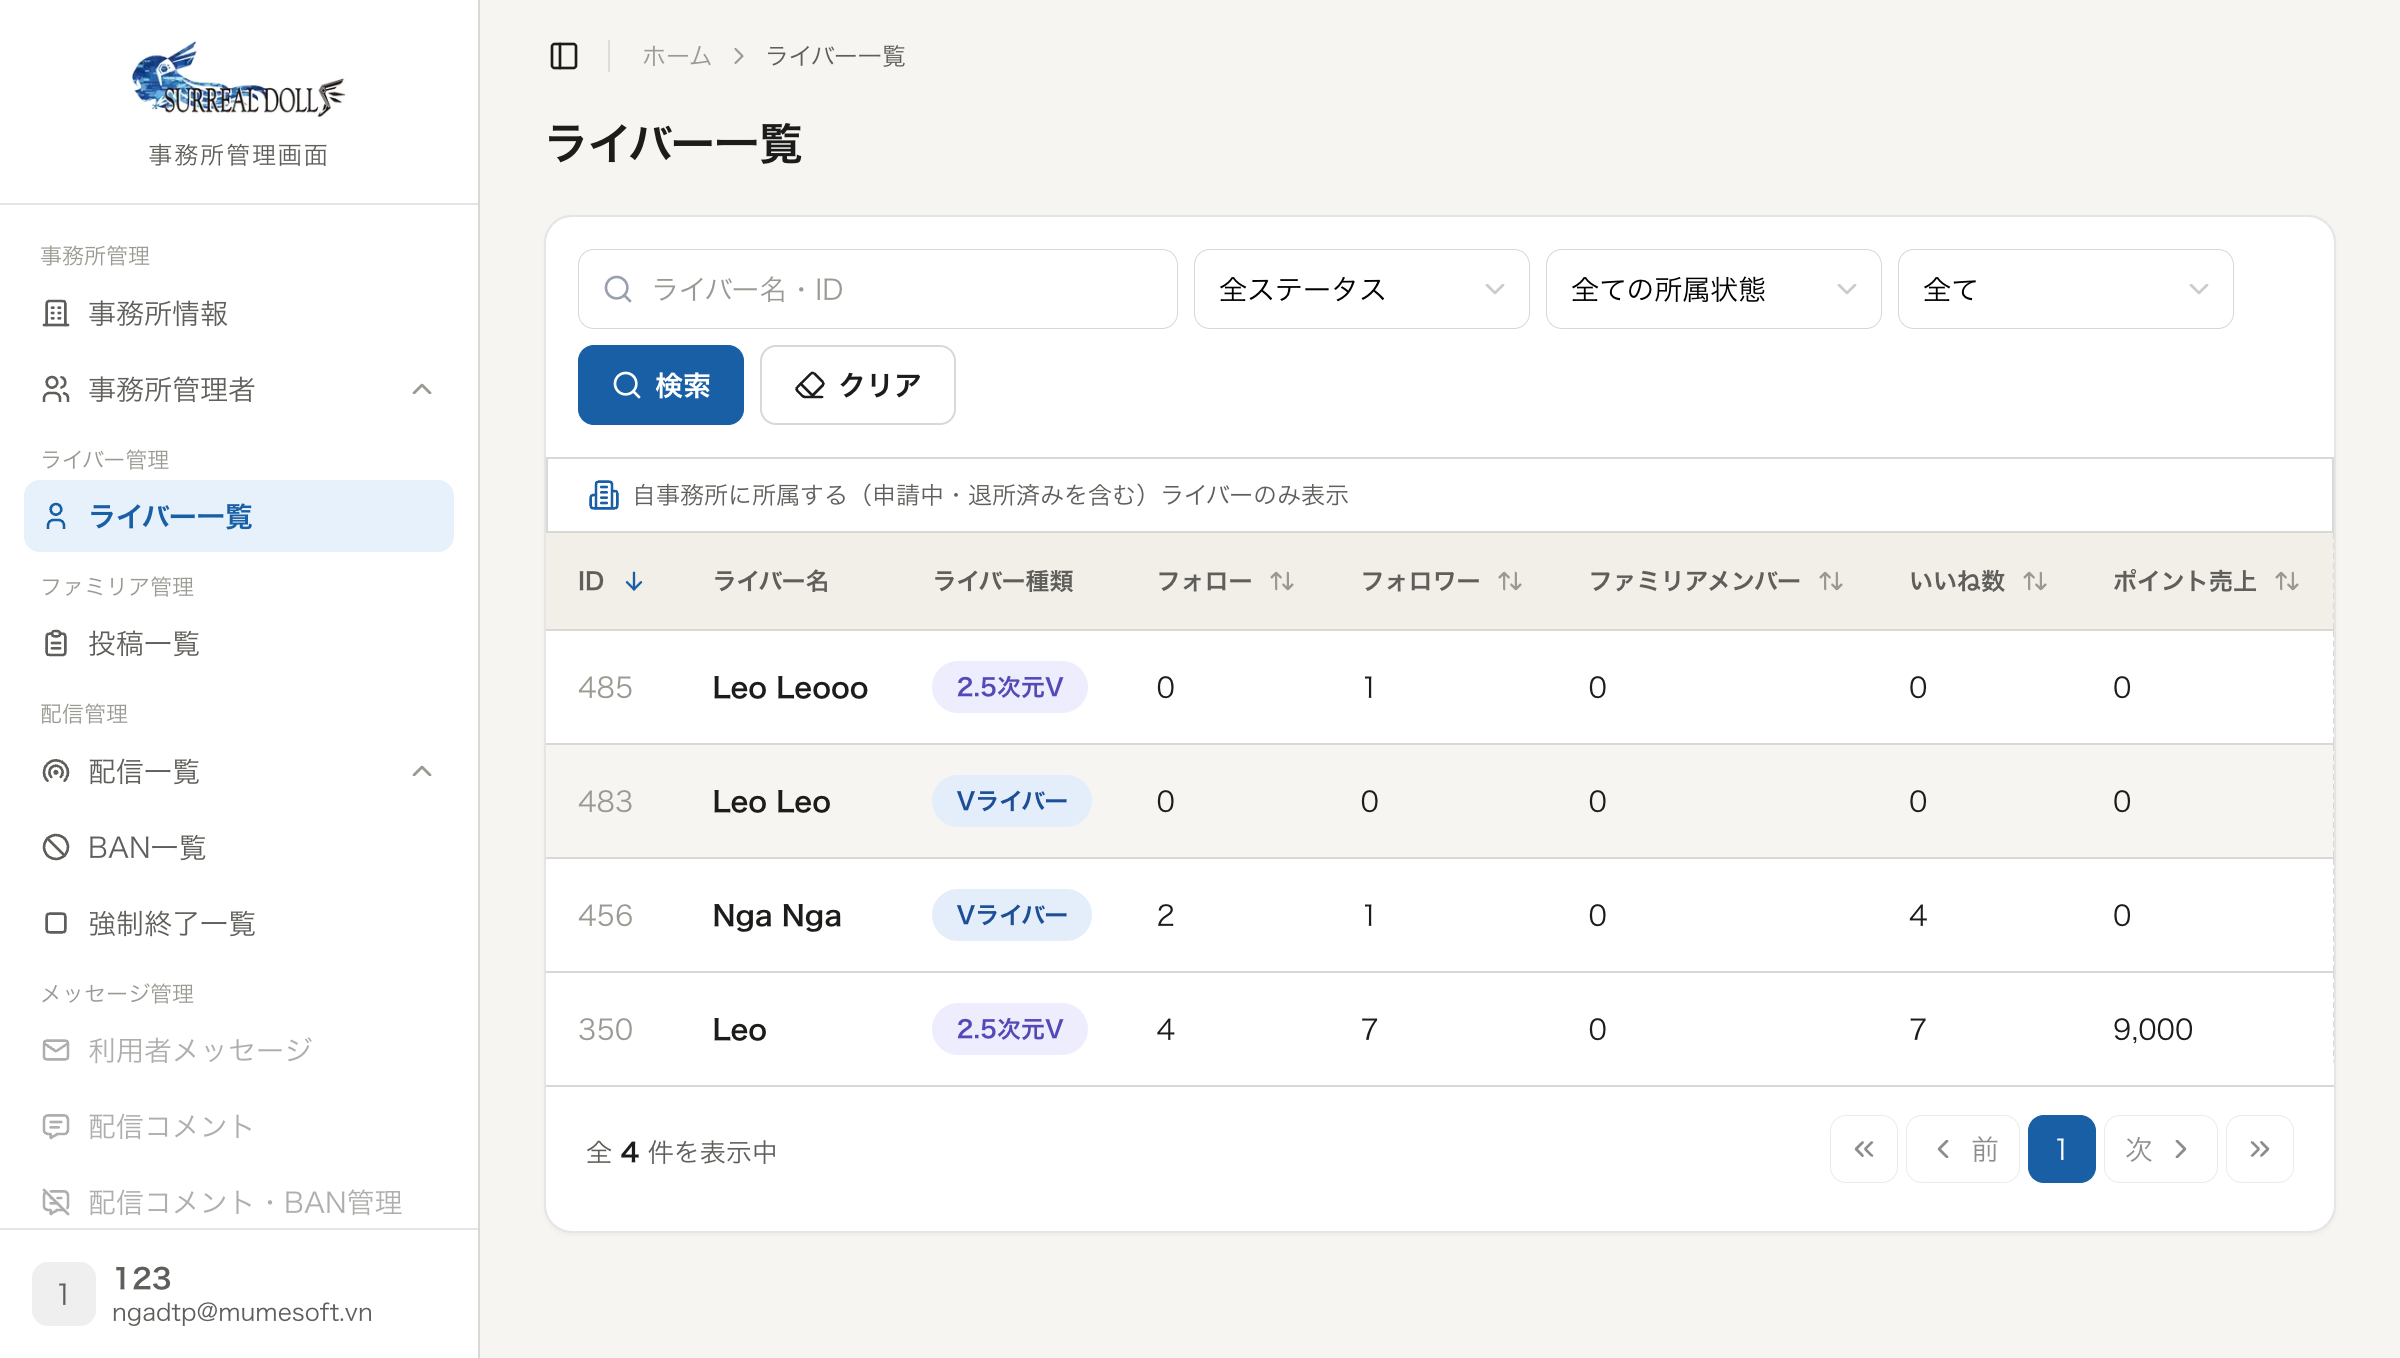 SURREAL DOLL
事務所管理画面
事務所管理
事務所情報
事務所管理者
ライバー管理
ライバー一覧
ファミリア管理
投稿一覧
配信管理
配信一覧
BAN一覧
強制終了一覧
メッセージ管理
利用者メッセージ
配信コメント
配信コメント・BAN管理
1
123
ngadtp@mumesoft.vn
ホーム ライバー一覧
ライバー一覧
ライバー名・ID 全ステータス 全ての所属状態 全て
検索 クリア
自事務所に所属する（申請中・退所済みを含む）ライバーのみ表示
ID ライバー名 ライバー種類 フォロー フォロワー ファミリアメンバー いいね数 ポイント売上
485 Leo Leooo 2.5次元V 0 1 0 0 0
483 Leo Leo Vライバー 0 0 0 0 0
456 Nga Nga Vライバー 2 1 0 4 0
350 Leo 2.5次元V 4 7 0 7 9,000
全 4 件を表示中
前 1 次